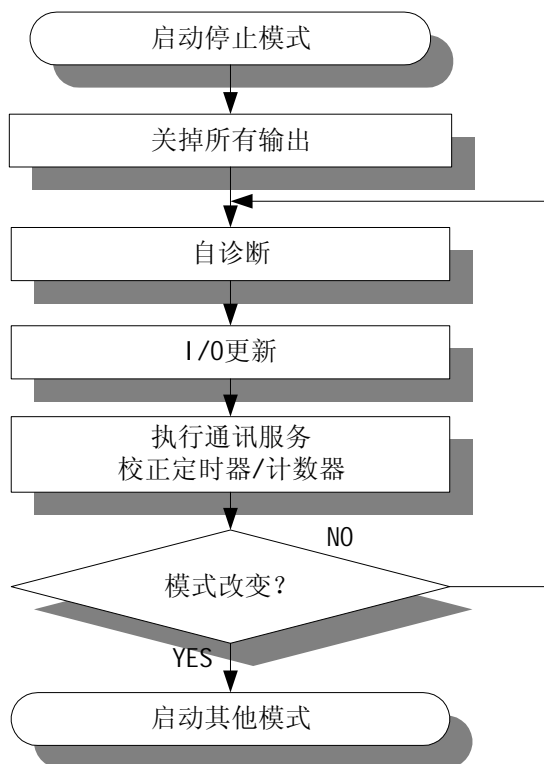 启动停止模式
关掉所有输出
自诊断
I/O更新
执行通讯服务
校正定时器/计数器
NO
模式改变?
YES
启动其他模式